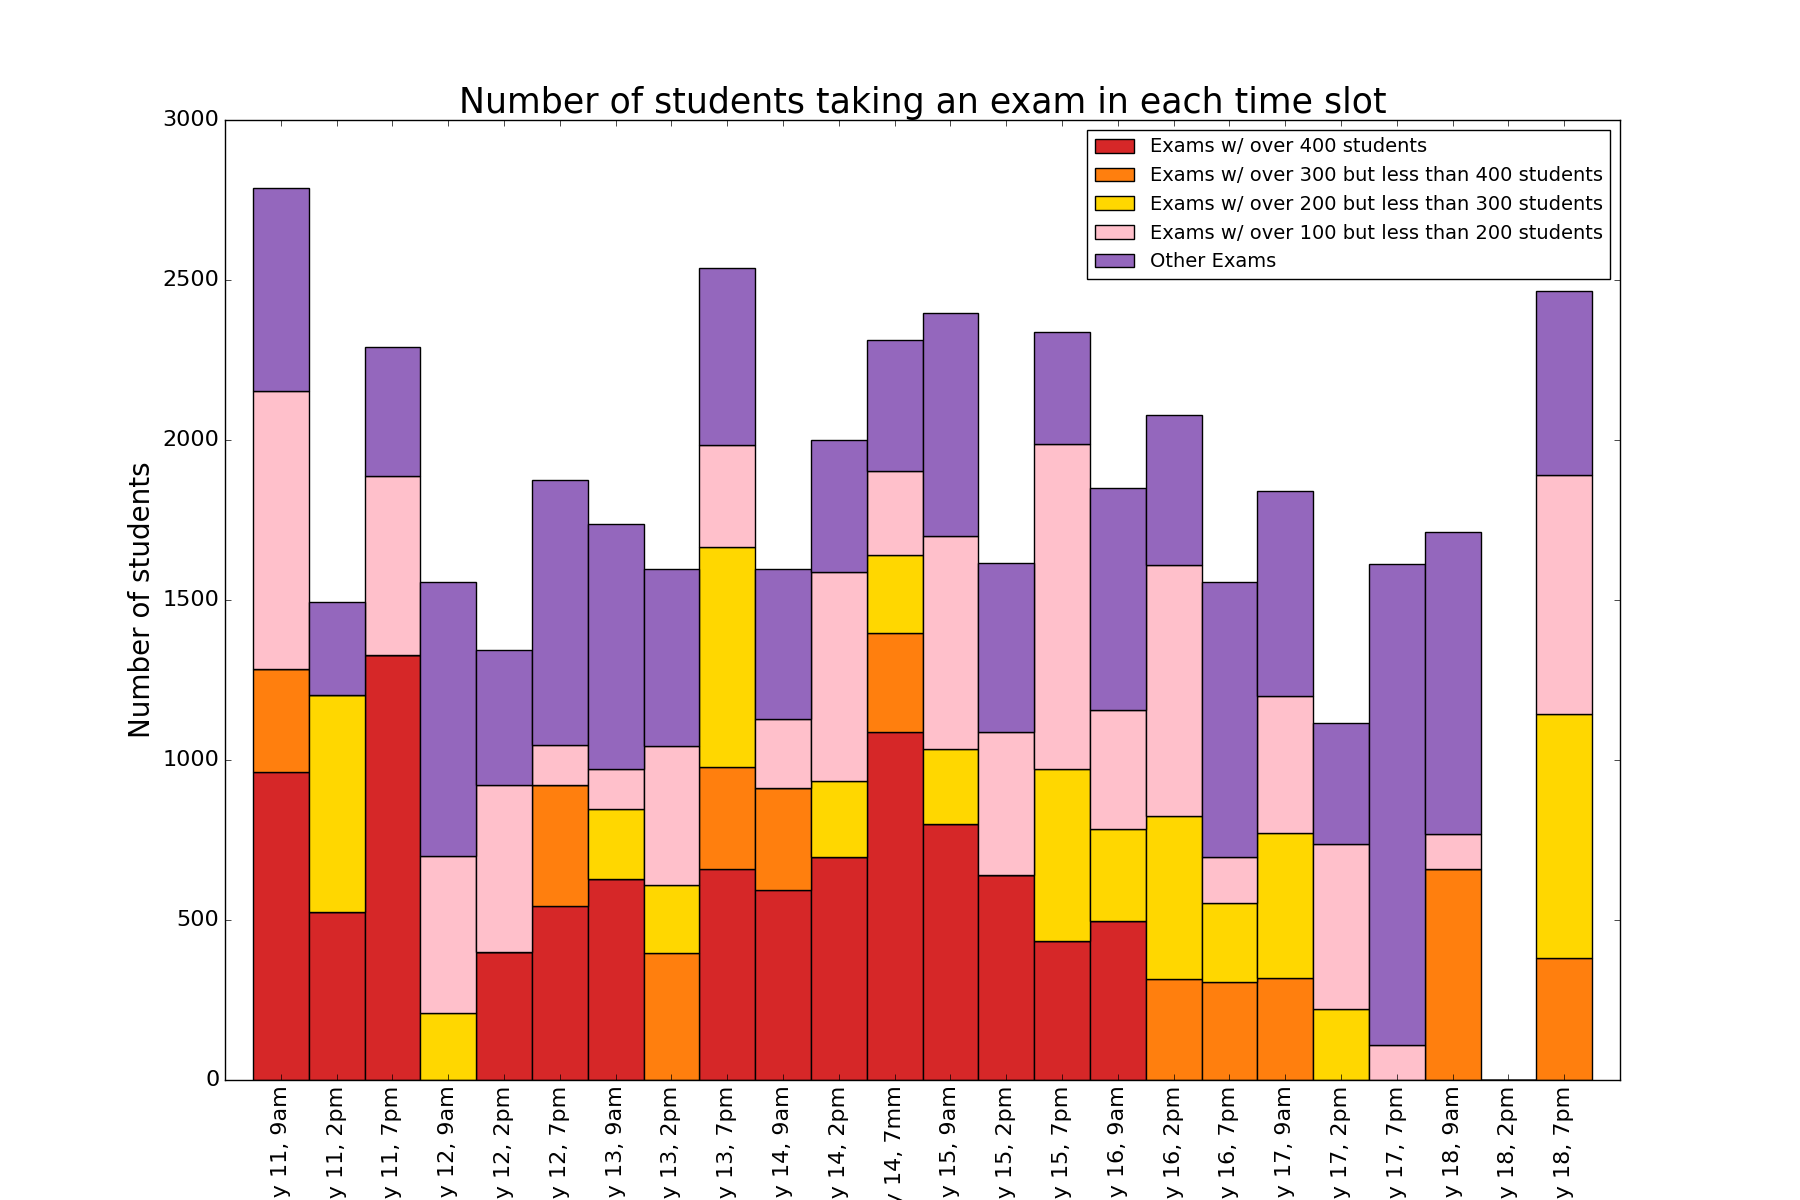 Number of students taking an exam in each time slot
Number of students
3000
2500
2000
1500
1000
500
0
Exams w/ over 400 students
Exams w/ over 300 but less than 400 students
Exams w/ over 200 but less than 300 students
Exams w/ over 100 but less than 200 students
Other Exams
y 11, 9am
y 11, 2pm
y 11, 7pm
y 12, 9am
y 12, 2pm
y 12, 7pm
y 13, 9am
y 13, 2pm
y 13, 7pm
y 14, 9am
y 14, 2pm
y 14, 7mm
y 15, 9am
y 15, 2pm
y 15, 7pm
y 16, 9am
y 16, 2pm
y 16, 7pm
y 17, 9am
y 17, 2pm
y 17, 7pm
y 18, 9am
y 18, 2pm
y 18, 7pm